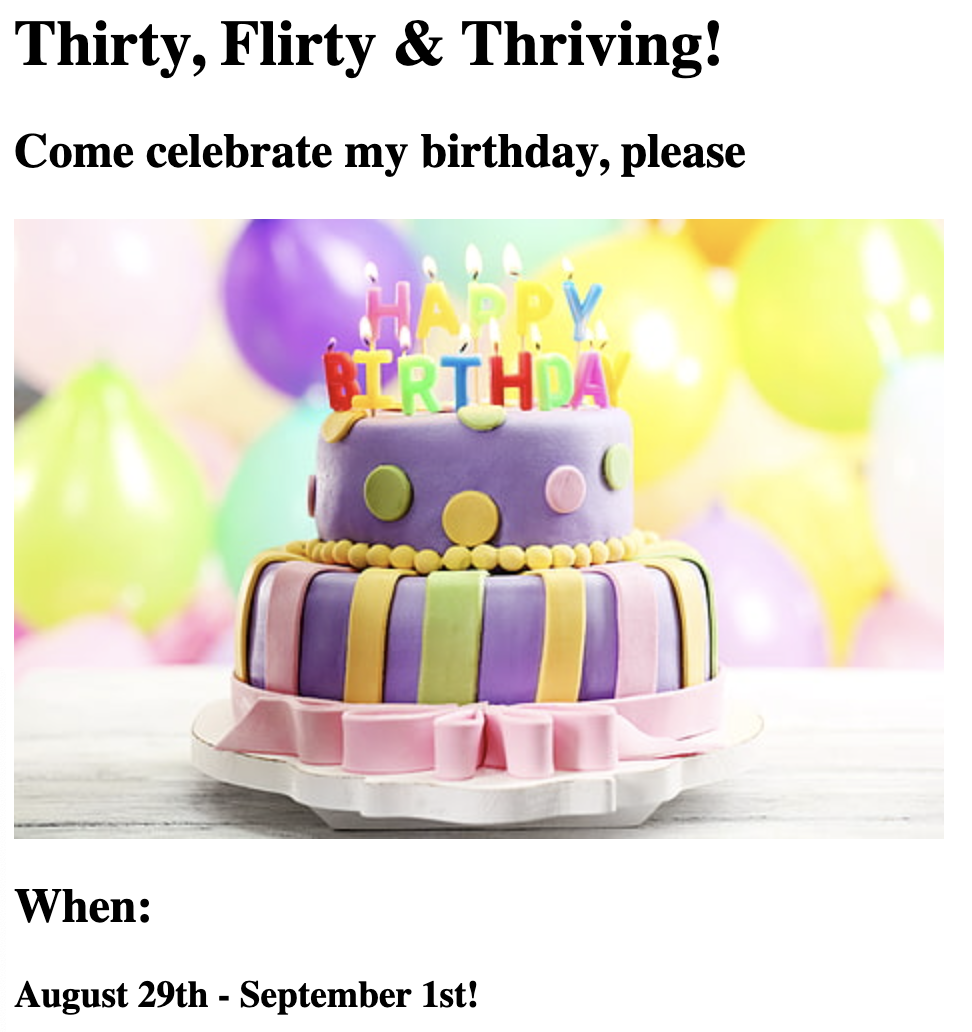 Thirty, Flirty & Thriving!
Come celebrate my birthday, please
HAPPY
BIRTHDAY
When:
August 29th - September 1st!